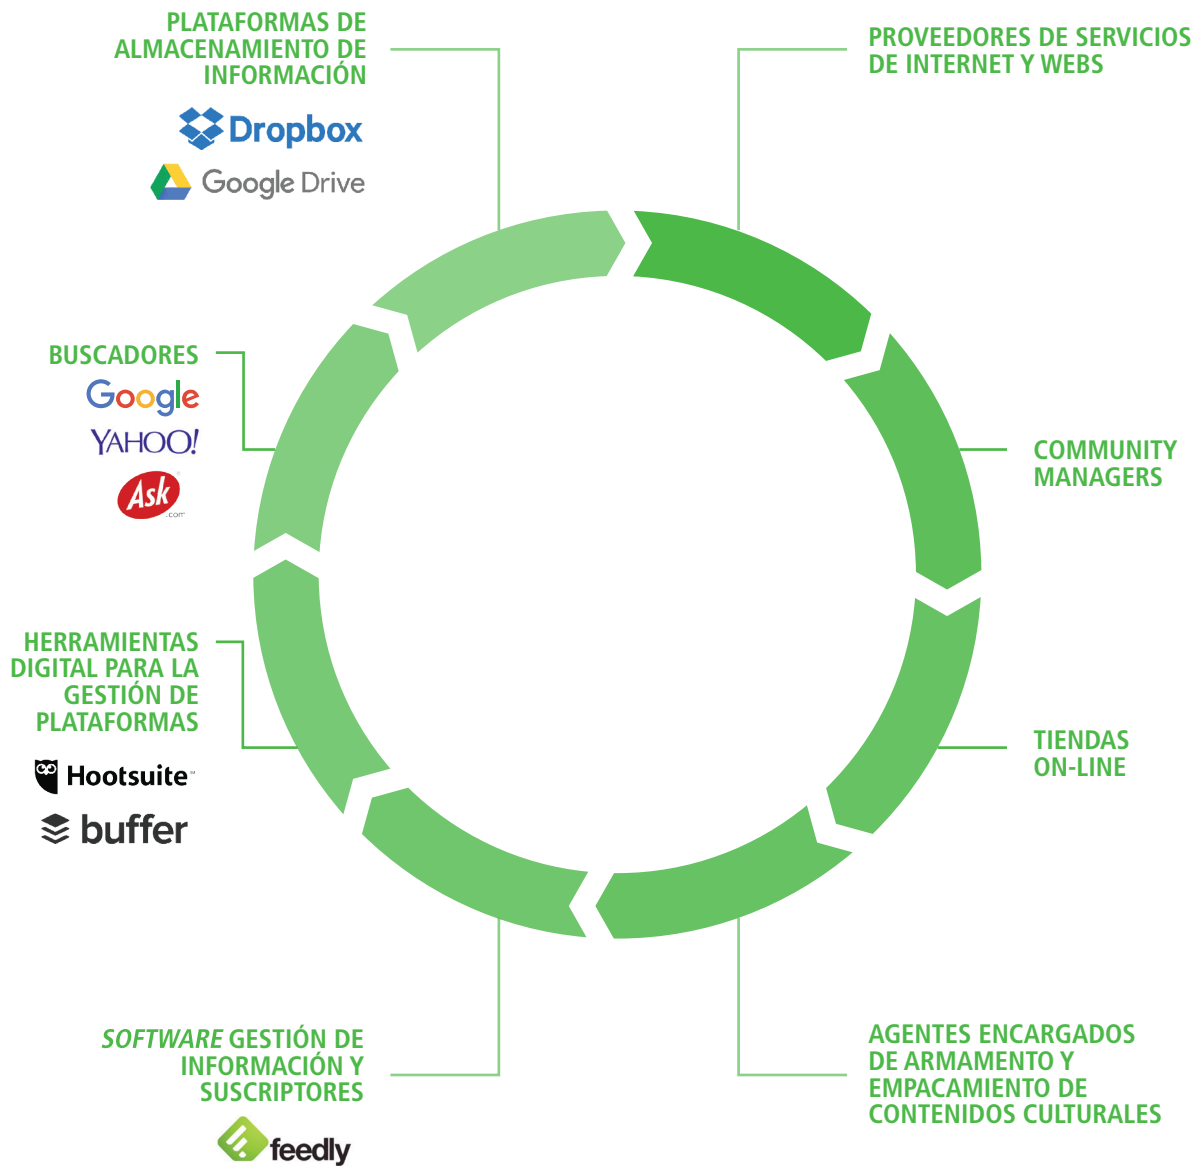 PLATAFORMAS DE
ALMACENAMIENTO DE
INFORMACIÓN
Dropbox
Google Drive
PROVEEDORES DE SERVICIOS
DE INTERNET Y WEBS
BUSCADORES
Google
YAHOO!
Ask
.com
COMMUNITY
MANAGERS
HERRAMIENTAS
DIGITAL PARA LA
GESTIÓN DE
PLATAFORMAS
Hootsuite™
buffer
TIENDAS
ON-LINE
SOFTWARE GESTIÓN DE
INFORMACIÓN Y
SUSCRIPTORES
feedly
AGENTES ENCARGADOS
DE ARMAMENTO Y
EMPACAMIENTO DE
CONTENIDOS CULTURALES